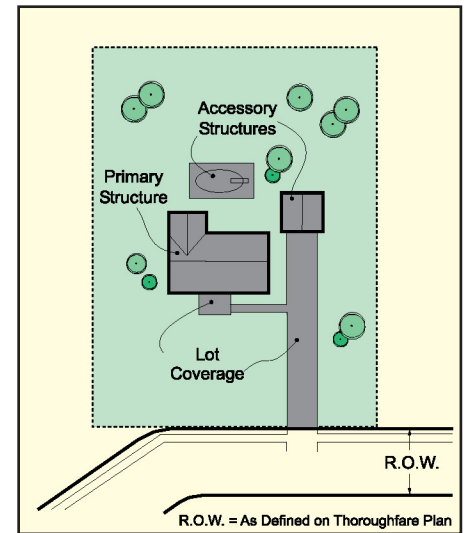 Accessory
Structures
Primary
Structure
Lot
Coverage
R.O.W.
R.O.W. = As Defined on Thoroughfare Plan